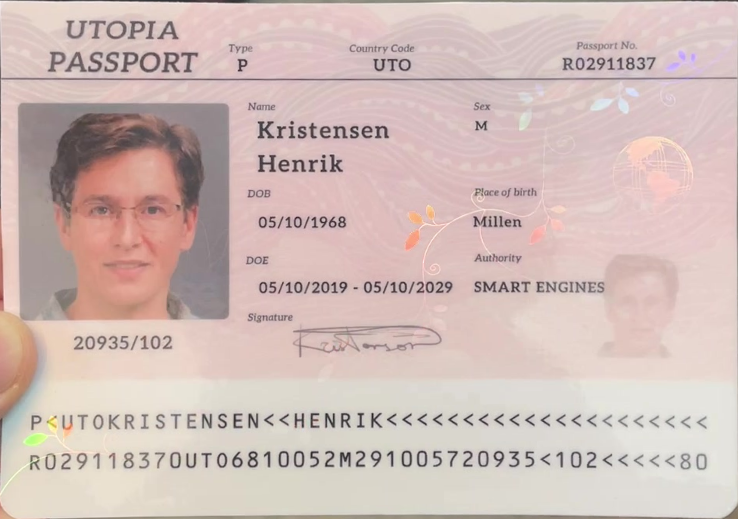 UTOPIA
PASSPORT
Type
P
Country Code
UTO
Passport No.
R02911837
Name
Kristensen
Henrik
Sex
M
DOB
05/10/1968
Place of birth
Millen
DOE
05/10/2019 - 05/10/2029
Authority
SMART ENGINES
Signature
20935/102
P<UTOKRISTENSEN<<HENRIK<<<<<<<<<<<<<<<<<<<<<
R029118370UTO6810052M291005720935<102<<<<<80